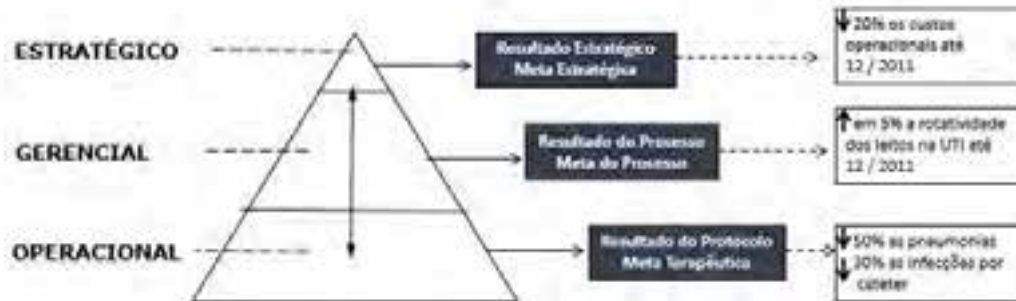 ESTRATÉGICO
Resultado Estratégico
Meta Estratégica
20% os custos
operacionais até
12 / 2011
GERENCIAL
Resultado do Processo
Meta do Processo
em 5% a rotatividade
dos leitos na UTI até
12 / 2011
OPERACIONAL
Resultado do Protocolo
Meta Terapêutica
50% as pneumonias
30% as infecções por
cateter